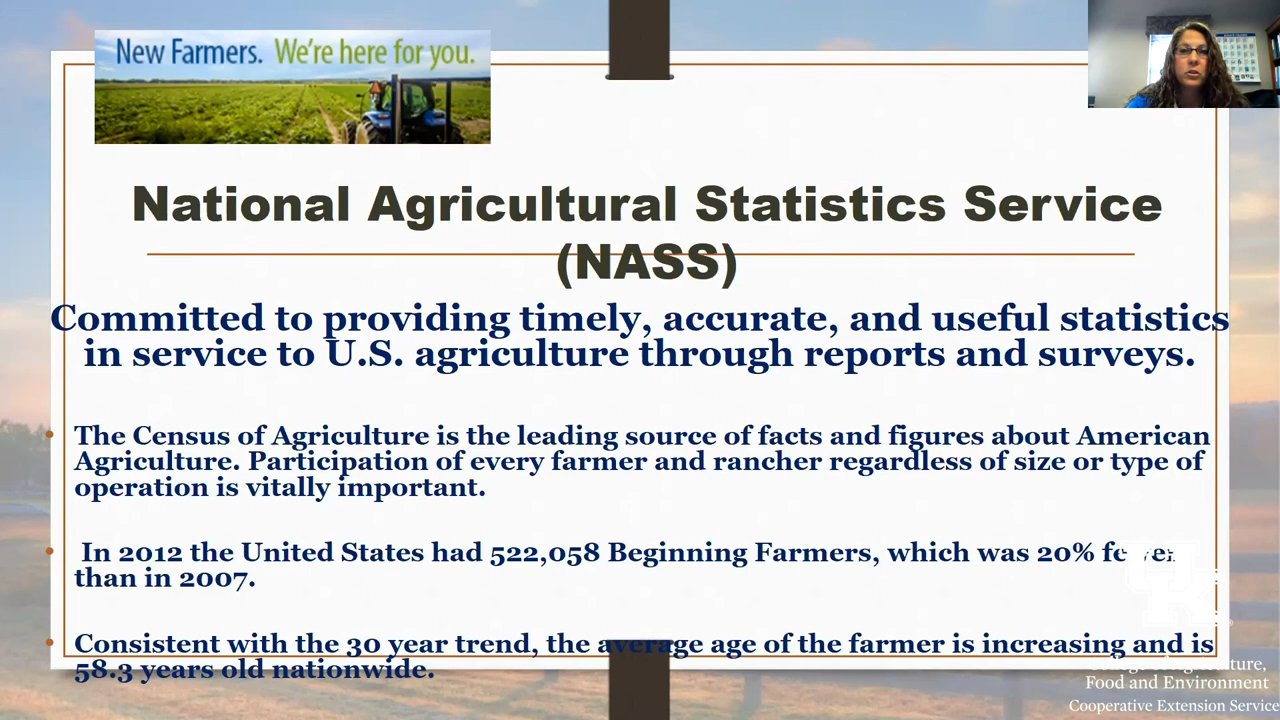 New Farmers. We're here for you.
National Agricultural Statistics Service
(NASS)
Committed to providing timely, accurate, and useful statistics
in service to U.S. agriculture through reports and surveys.
• The Census of Agriculture is the leading source of facts and figures about American
Agriculture. Participation of every farmer and rancher regardless of size or type of
operation is vitally important.
• In 2012 the United States had 522,058 Beginning Farmers, which was 20% fewer
than in 2007.
• Consistent with the 30 year trend, the average age of the farmer is increasing and is
58.3 years old nationwide.
UK
College of Agriculture,
Food and Environment
Cooperative Extension Service